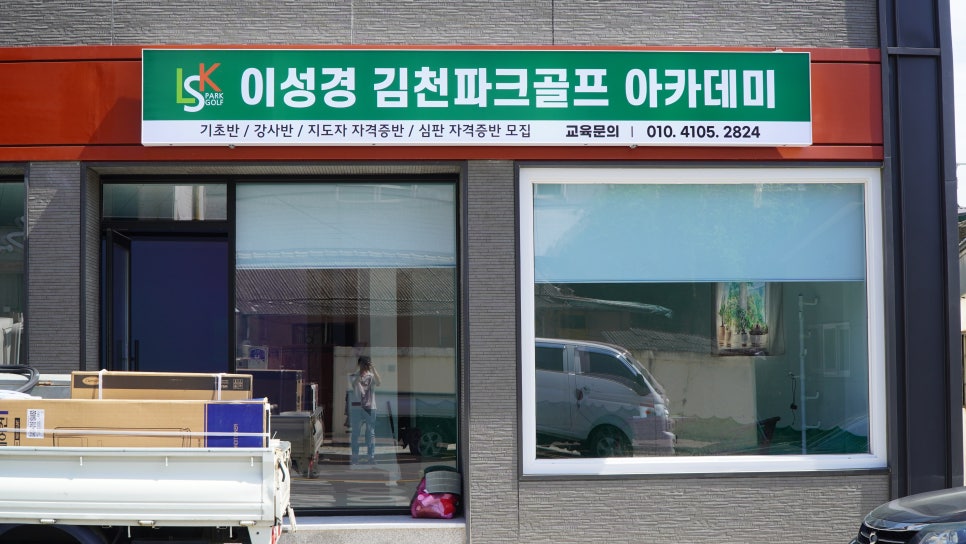 LSK PARK GOLF 이성경 김천파크골프 아카데미
기초반 / 강사반 / 지도자 자격증반 / 심판 자격증반 모집 교육문의 | 010. 4105. 2824